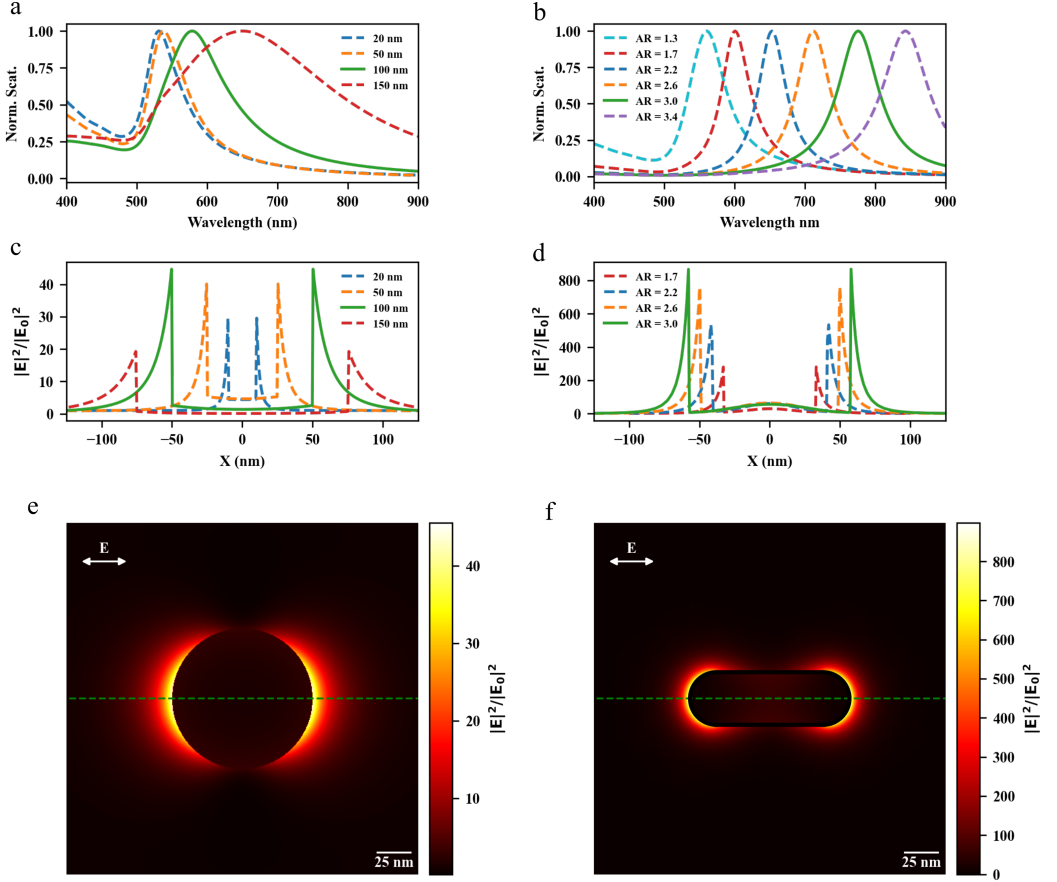 a
1.00
0.75
0.50
0.25
0.00
Norm. Scat.
20 nm
50 nm
100 nm
150 nm
400 500 600 700 800 900
Wavelength (nm)
b
1.00
0.75
0.50
0.25
0.00
Norm. Scat.
AR = 1.3
AR = 1.7
AR = 2.2
AR = 2.6
AR = 3.0
AR = 3.4
400 500 600 700 800 900
Wavelength nm
c
40
30
20
10
0
|E|²/|E₀|²
20 nm
50 nm
100 nm
150 nm
−100 −50 0 50 100
X (nm)
d
800
600
400
200
0
|E|²/|E₀|²
AR = 1.7
AR = 2.2
AR = 2.6
AR = 3.0
−100 −50 0 50 100
X (nm)
e
E
25 nm
40
30
20
10
|E|²/|E₀|²
f
E
25 nm
800
700
600
500
400
300
200
100
0
|E|²/|E₀|²